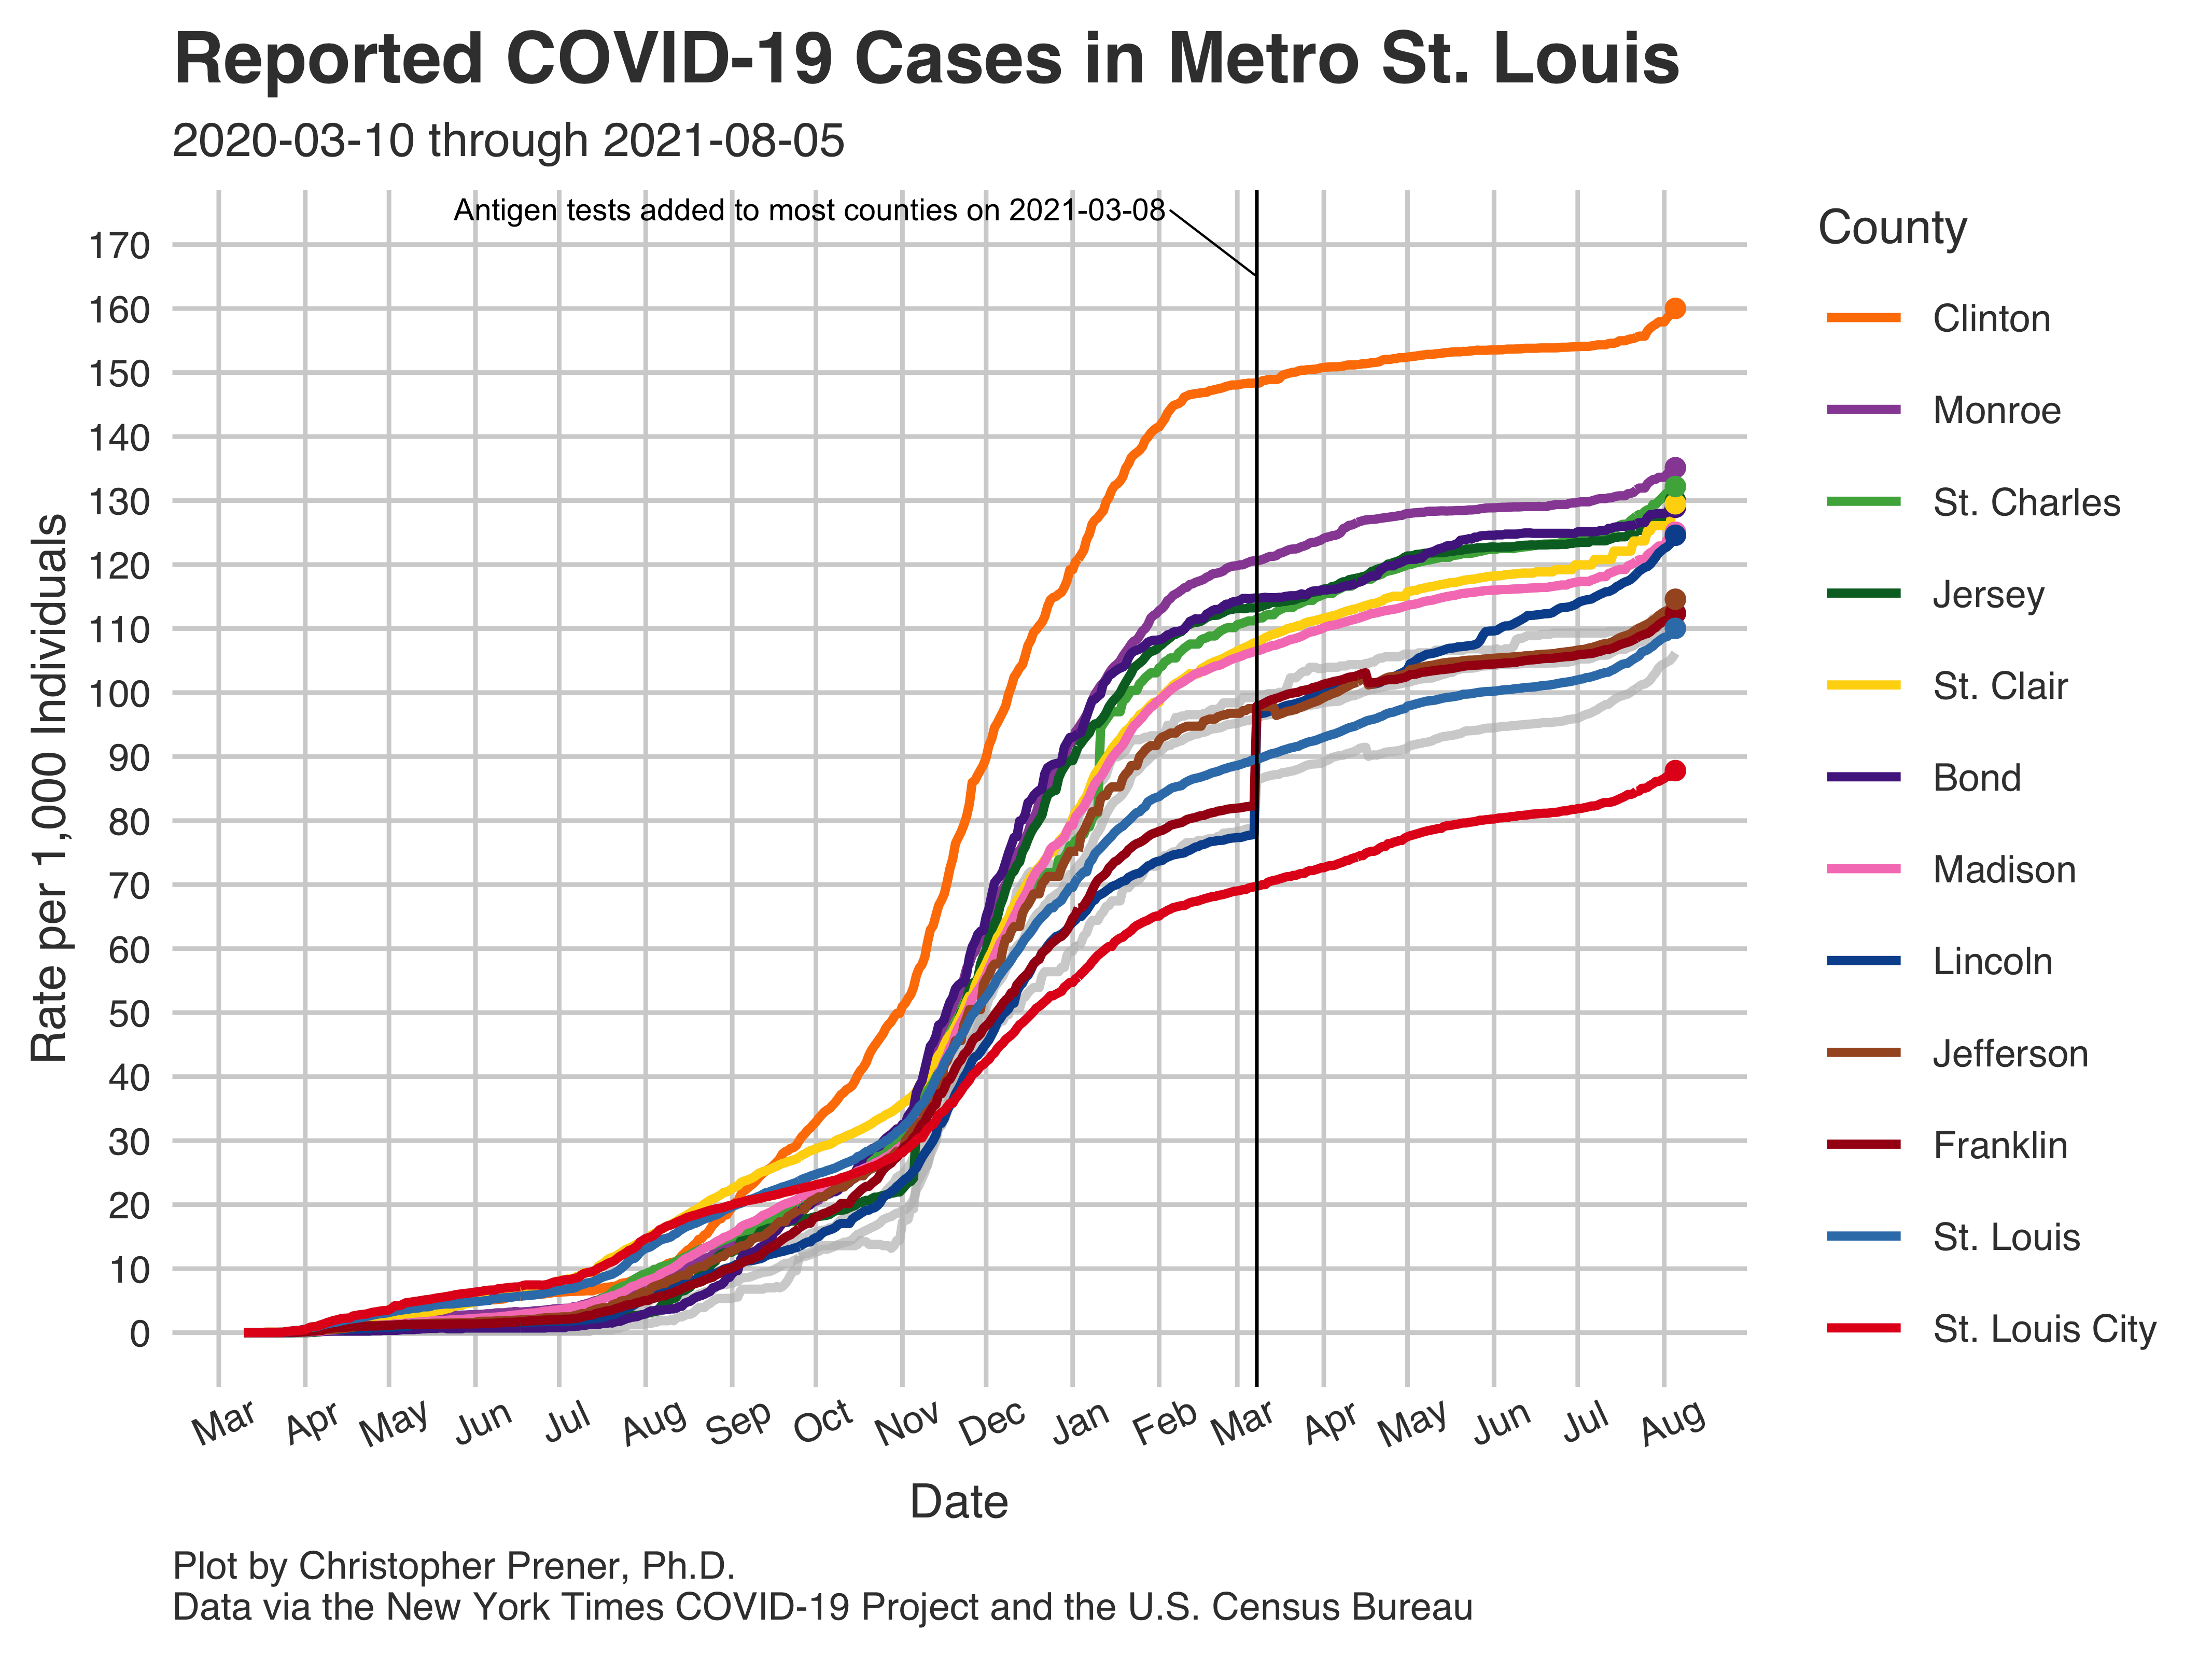 Reported COVID-19 Cases in Metro St. Louis
2020-03-10 through 2021-08-05
Antigen tests added to most counties on 2021-03-08
Rate per 1,000 Individuals
170
160
150
140
130
120
110
100
90
80
70
60
50
40
30
20
10
0
Mar Apr May Jun Jul Aug Sep Oct Nov Dec Jan Feb Mar Apr May Jun Jul Aug
Date
County
Clinton
Monroe
St. Charles
Jersey
St. Clair
Bond
Madison
Lincoln
Jefferson
Franklin
St. Louis
St. Louis City
Plot by Christopher Prener, Ph.D.
Data via the New York Times COVID-19 Project and the U.S. Census Bureau